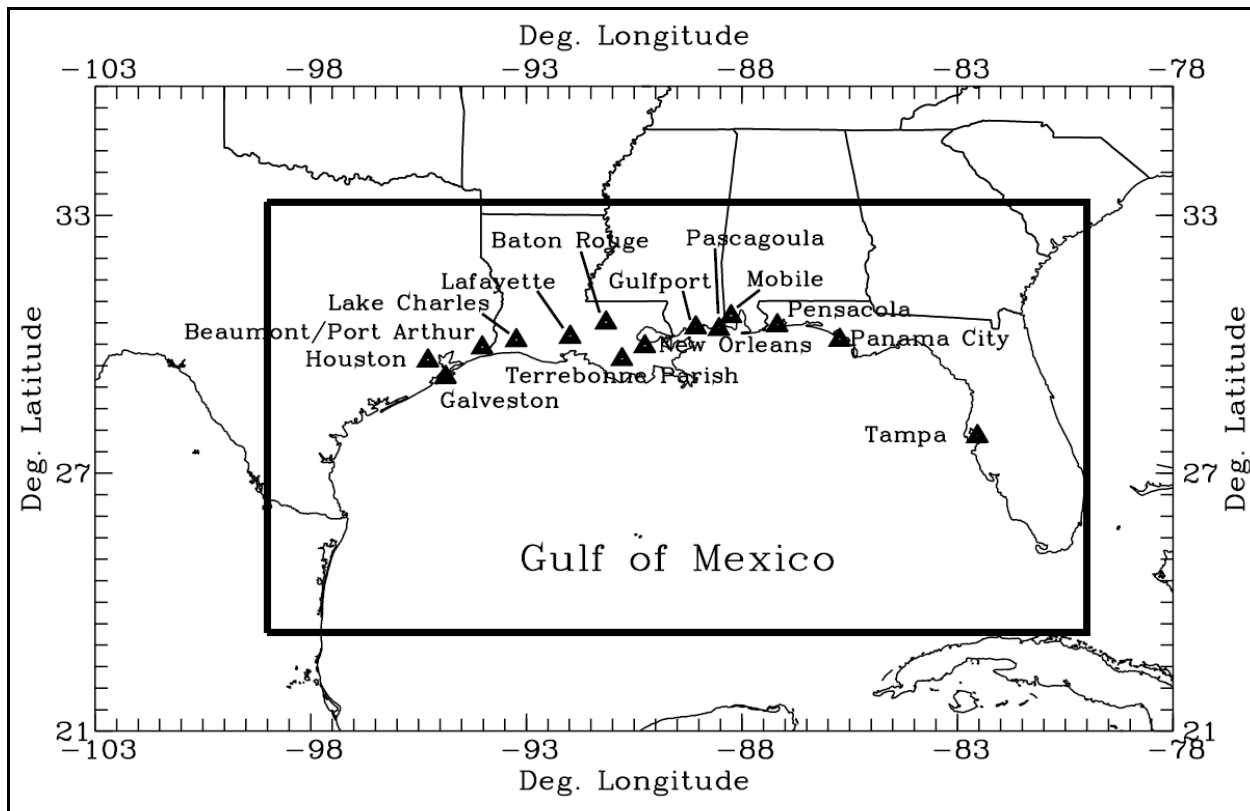 Deg. Longitude
-103 -98 -93 -88 -83 -78
33 33
Baton Rouge Pascagoula
Lafayette Gulfport Mobile
Lake Charles Pensacola
Beaumont/Port Arthur New Orleans Panama City
Houston
Terrebonne Parish
Galveston
Tampa
Deg. Latitude
Deg. Latitude
27 27
Gulf of Mexico
21 21
-103 -98 -93 -88 -83 -78
Deg. Longitude